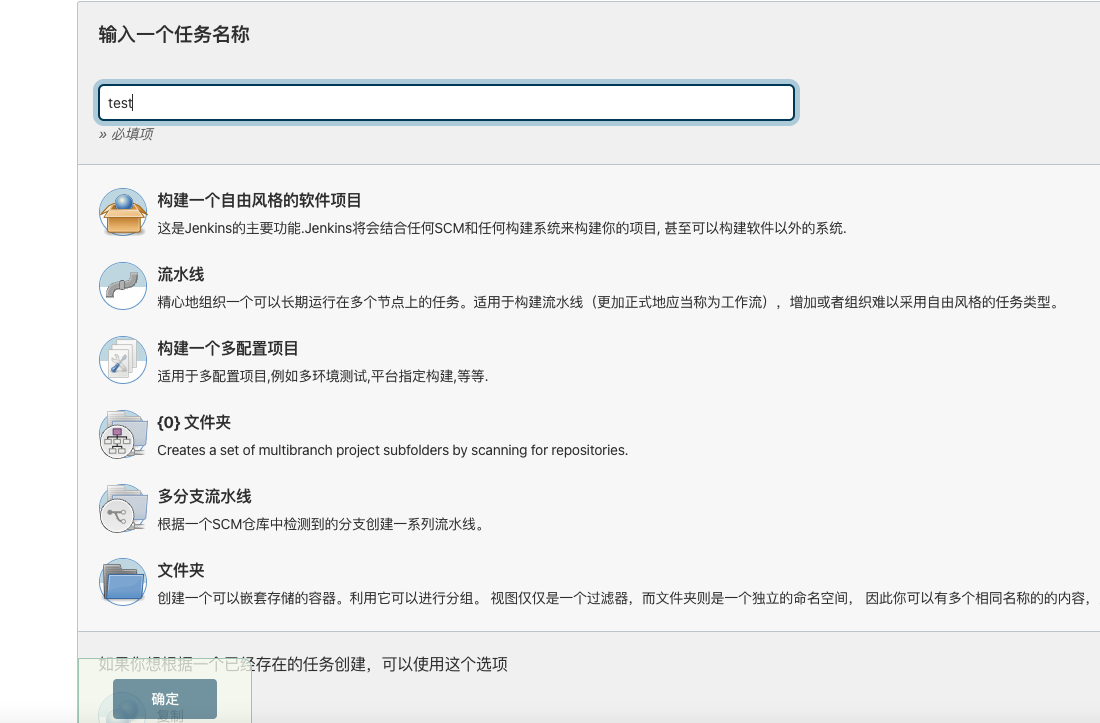 输入一个任务名称
test
» 必填项
构建一个自由风格的软件项目
这是Jenkins的主要功能.Jenkins将会结合任何SCM和任何构建系统来构建你的项目, 甚至可以构建软件以外的系统.
流水线
精心地组织一个可以长期运行在多个节点上的任务。适用于构建流水线（更加正式地应当称为工作流），增加或者组织难以采用自由风格的任务类型。
构建一个多配置项目
适用于多配置项目,例如多环境测试,平台指定构建,等等.
{0} 文件夹
Creates a set of multibranch project subfolders by scanning for repositories.
多分支流水线
根据一个SCM仓库中检测到的分支创建一系列流水线。
文件夹
创建一个可以嵌套存储的容器。利用它可以进行分组。 视图仅仅是一个过滤器，而文件夹则是一个独立的命名空间， 因此你可以有多个相同名称的的内容，
如果你想根据一个已经存在的任务创建，可以使用这个选项
确定
复制